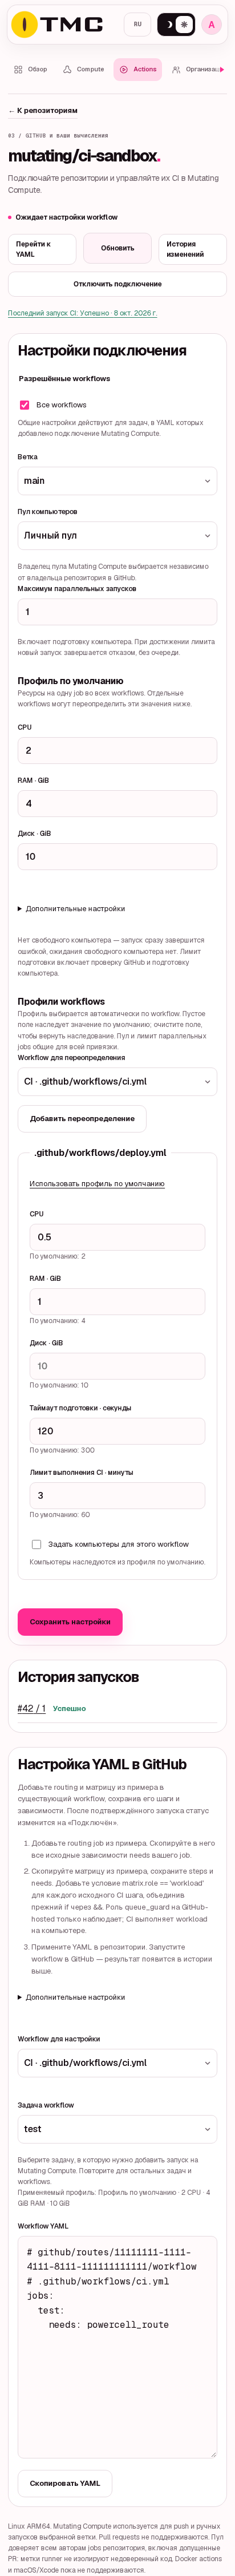 TMC
RU
A
Обзор
Compute
Actions
← К репозиториям
03 / GITHUB И ВАШИ ВЫЧИСЛЕНИЯ
mutating/ci-sandbox.
Подключайте репозитории и управляйте их CI в Mutating
Compute.
Ожидает настройки workflow
Перейти к
YAML
Обновить
История
изменений
Отключить подключение
Последний запуск CI: Успешно · 8 окт. 2026 г.
Настройки подключения
Разрешённые workflows
Все workflows
Общие настройки действуют для задач, в YAML которых
добавлено подключение Mutating Compute.
Ветка
main
Пул компьютеров
Личный пул
Владелец пула Mutating Compute выбирается независимо
от владельца репозитория в GitHub.
Максимум параллельных запусков
1
Включает подготовку компьютера. При достижении лимита
новый запуск завершается отказом, без очереди.
Профиль по умолчанию
Ресурсы на одну job во всех workflows. Отдельные
workflows могут переопределить эти значения ниже.
CPU
2
RAM · GiB
4
Диск · GiB
10
▶ Дополнительные настройки
Нет свободного компьютера — запуск сразу завершится
ошибкой, ожидания свободного компьютера нет. Лимит
подготовки включает проверку GitHub и подготовку
компьютера.
Профили workflows
Профиль выбирается автоматически по workflow. Пустое
поле наследует значение по умолчанию; очистите поле,
чтобы вернуть наследование. Пул и лимит параллельных
jobs общие для всей привязки.
Workflow для переопределения
CI · .github/workflows/ci.yml
Добавить переопределение
.github/workflows/deploy.yml
Использовать профиль по умолчанию
CPU
0.5
По умолчанию: 2
RAM · GiB
1
По умолчанию: 4
Диск · GiB
10
По умолчанию: 10
Таймаут подготовки · секунды
120
По умолчанию: 300
Лимит выполнения CI · минуты
3
По умолчанию: 60
Задать компьютеры для этого workflow
Компьютеры наследуются из профиля по умолчанию.
Сохранить настройки
История запусков
#42 / 1 Успешно
Настройка YAML в GitHub
Добавьте routing и матрицу из примера в
существующий workflow, сохранив его шаги и
зависимости. После подтверждённого запуска статус
изменится на «Подключён».
1. Добавьте routing job из примера. Скопируйте в него
все исходные зависимости needs вашего job.
2. Скопируйте матрицу из примера, сохраните steps и
needs. Добавьте условие matrix.role == 'workload'
для каждого исходного CI шага, объединив
прежний if через &&. Роль queue_guard на GitHub-
hosted только наблюдает; CI выполняет workload
на компьютере.
3. Примените YAML в репозитории. Запустите
workflow в GitHub — результат появится в истории
выше.
▶ Дополнительные настройки
Workflow для настройки
CI · .github/workflows/ci.yml
Задача workflow
test
Выберите задачу, в которую нужно добавить запуск на
Mutating Compute. Повторите для остальных задач и
workflows.
Применимый профиль: Профиль по умолчанию · 2 CPU · 4
GiB RAM · 10 GiB
Workflow YAML
# github/routes/11111111-1111-
4111-8111-111111111111/workflow
# .github/workflows/ci.yml
jobs:
test:
needs: powercell_route
Скопировать YAML
Linux ARM64. Mutating Compute используется для push и ручных
запусков выбранной ветки. Pull requests не поддерживаются. Пул
доверяет всем авторам jobs репозитория, включая одобренные
PR: метки runner не изолируют недоверенный код. Docker actions
и macOS/Xcode пока не поддерживаются.